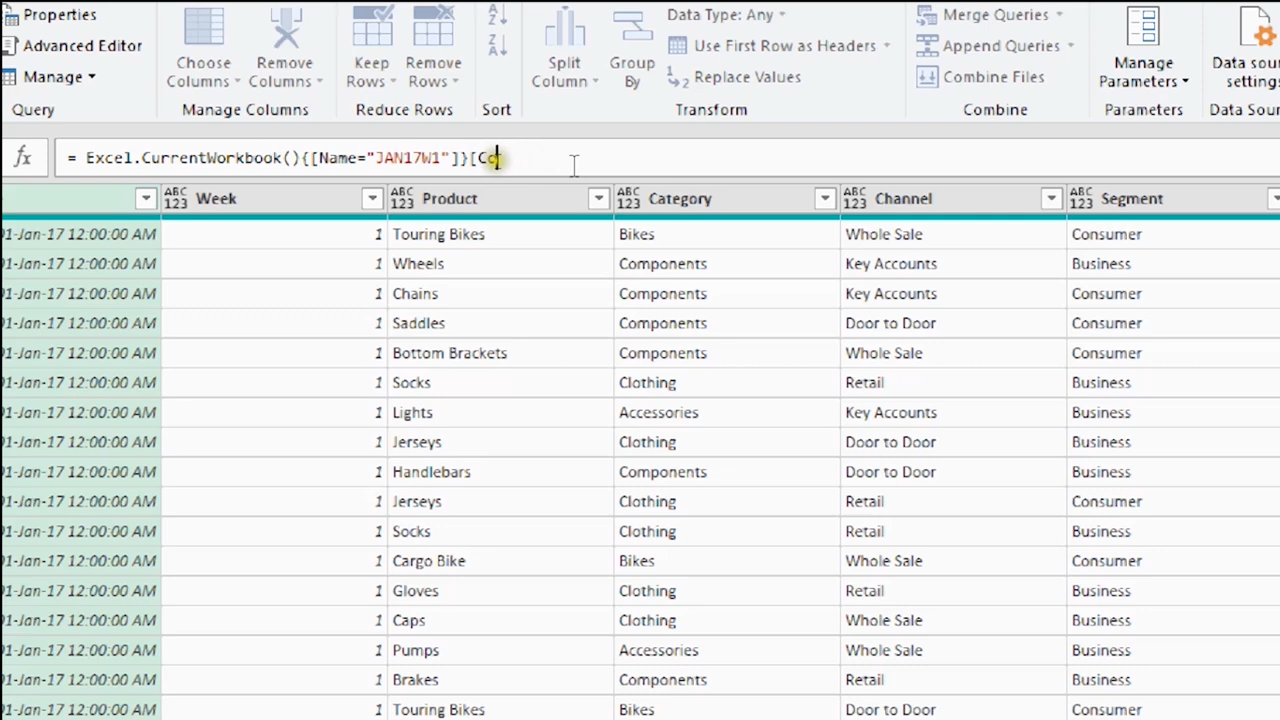 Properties
Advanced Editor
Manage
Query
Choose Columns
Remove Columns
Manage Columns
Keep Rows
Remove Rows
Reduce Rows
A Z
Z A
Sort
Split Column
Group By
Data Type: Any
Use First Row as Headers
1 2 Replace Values
Transform
Merge Queries
Append Queries
Combine Files
Combine
Manage Parameters
Parameters
settings
fx = Excel.CurrentWorkbook(){[Name="JAN17W1"]}[Co
ABC 123 Week ABC 123 Product ABC 123 Category ABC 123 Channel ABC 123 Segment
01-Jan-17 12:00:00 AM 1 Touring Bikes Bikes Whole Sale Consumer
01-Jan-17 12:00:00 AM 1 Wheels Components Key Accounts Business
01-Jan-17 12:00:00 AM 1 Chains Components Key Accounts Consumer
01-Jan-17 12:00:00 AM 1 Saddles Components Door to Door Consumer
01-Jan-17 12:00:00 AM 1 Bottom Brackets Components Whole Sale Consumer
01-Jan-17 12:00:00 AM 1 Socks Clothing Retail Business
01-Jan-17 12:00:00 AM 1 Lights Accessories Key Accounts Business
01-Jan-17 12:00:00 AM 1 Jerseys Clothing Door to Door Business
01-Jan-17 12:00:00 AM 1 Handlebars Components Door to Door Business
01-Jan-17 12:00:00 AM 1 Jerseys Clothing Retail Consumer
01-Jan-17 12:00:00 AM 1 Socks Clothing Retail Business
01-Jan-17 12:00:00 AM 1 Cargo Bike Bikes Whole Sale Consumer
01-Jan-17 12:00:00 AM 1 Gloves Clothing Retail Business
01-Jan-17 12:00:00 AM 1 Caps Clothing Whole Sale Business
01-Jan-17 12:00:00 AM 1 Pumps Accessories Whole Sale Business
01-Jan-17 12:00:00 AM 1 Brakes Components Retail Business
01-Jan-17 12:00:00 AM 1 Touring Bikes Bikes Door to Door Business